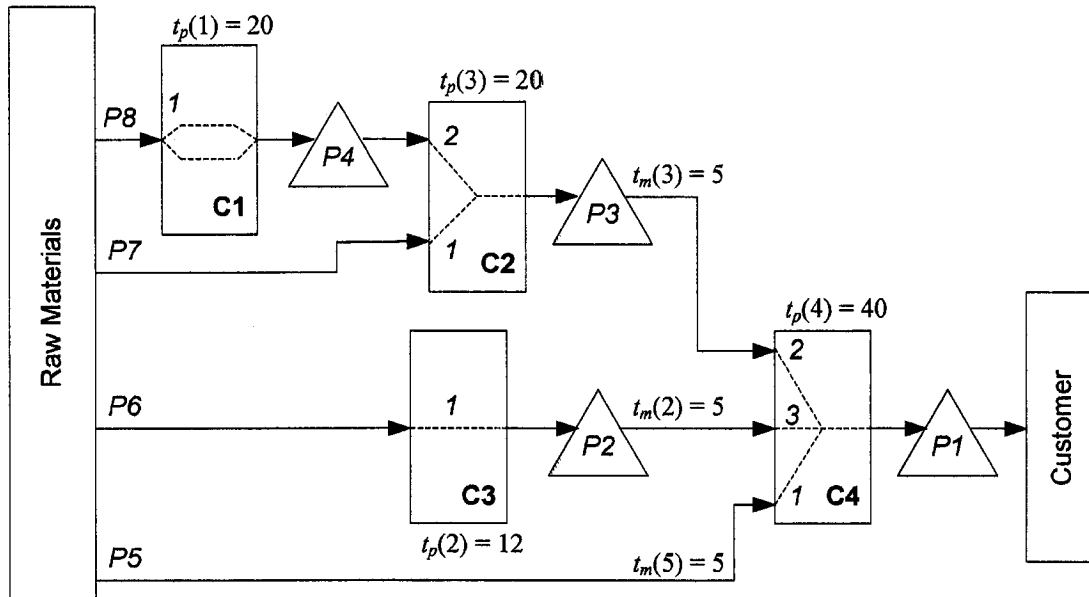 Raw Materials
t_p(1) = 20
P8
1
C1
P4
t_p(3) = 20
2
1
C2
P7
P3
t_m(3) = 5
P6
1
C3
t_p(2) = 12
P2
t_m(2) = 5
t_p(4) = 40
2
3
1
C4
P1
Customer
P5
t_m(5) = 5